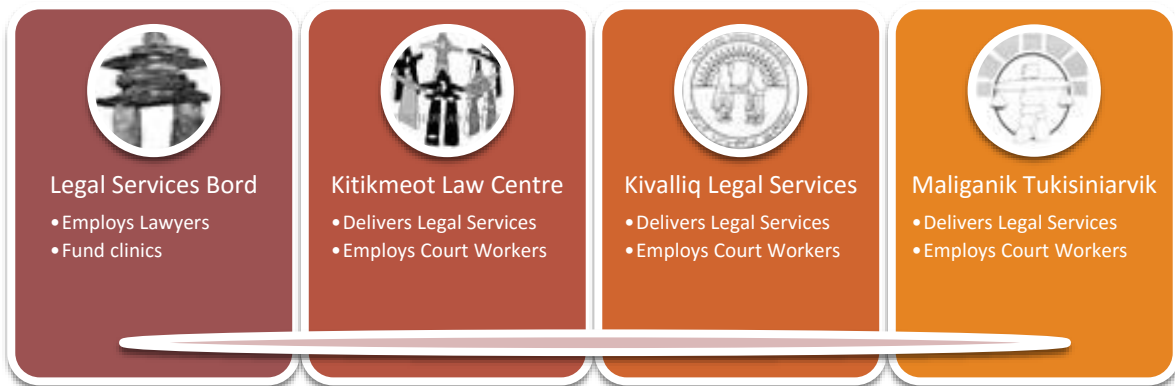 Legal Services Bord
•Employs Lawyers
•Fund clinics
Kitikmeot Law Centre
•Delivers Legal Services
•Employs Court Workers
Kivalliq Legal Services
•Delivers Legal Services
•Employs Court Workers
Maliganik Tukisiniarvik
•Delivers Legal Services
•Employs Court Workers